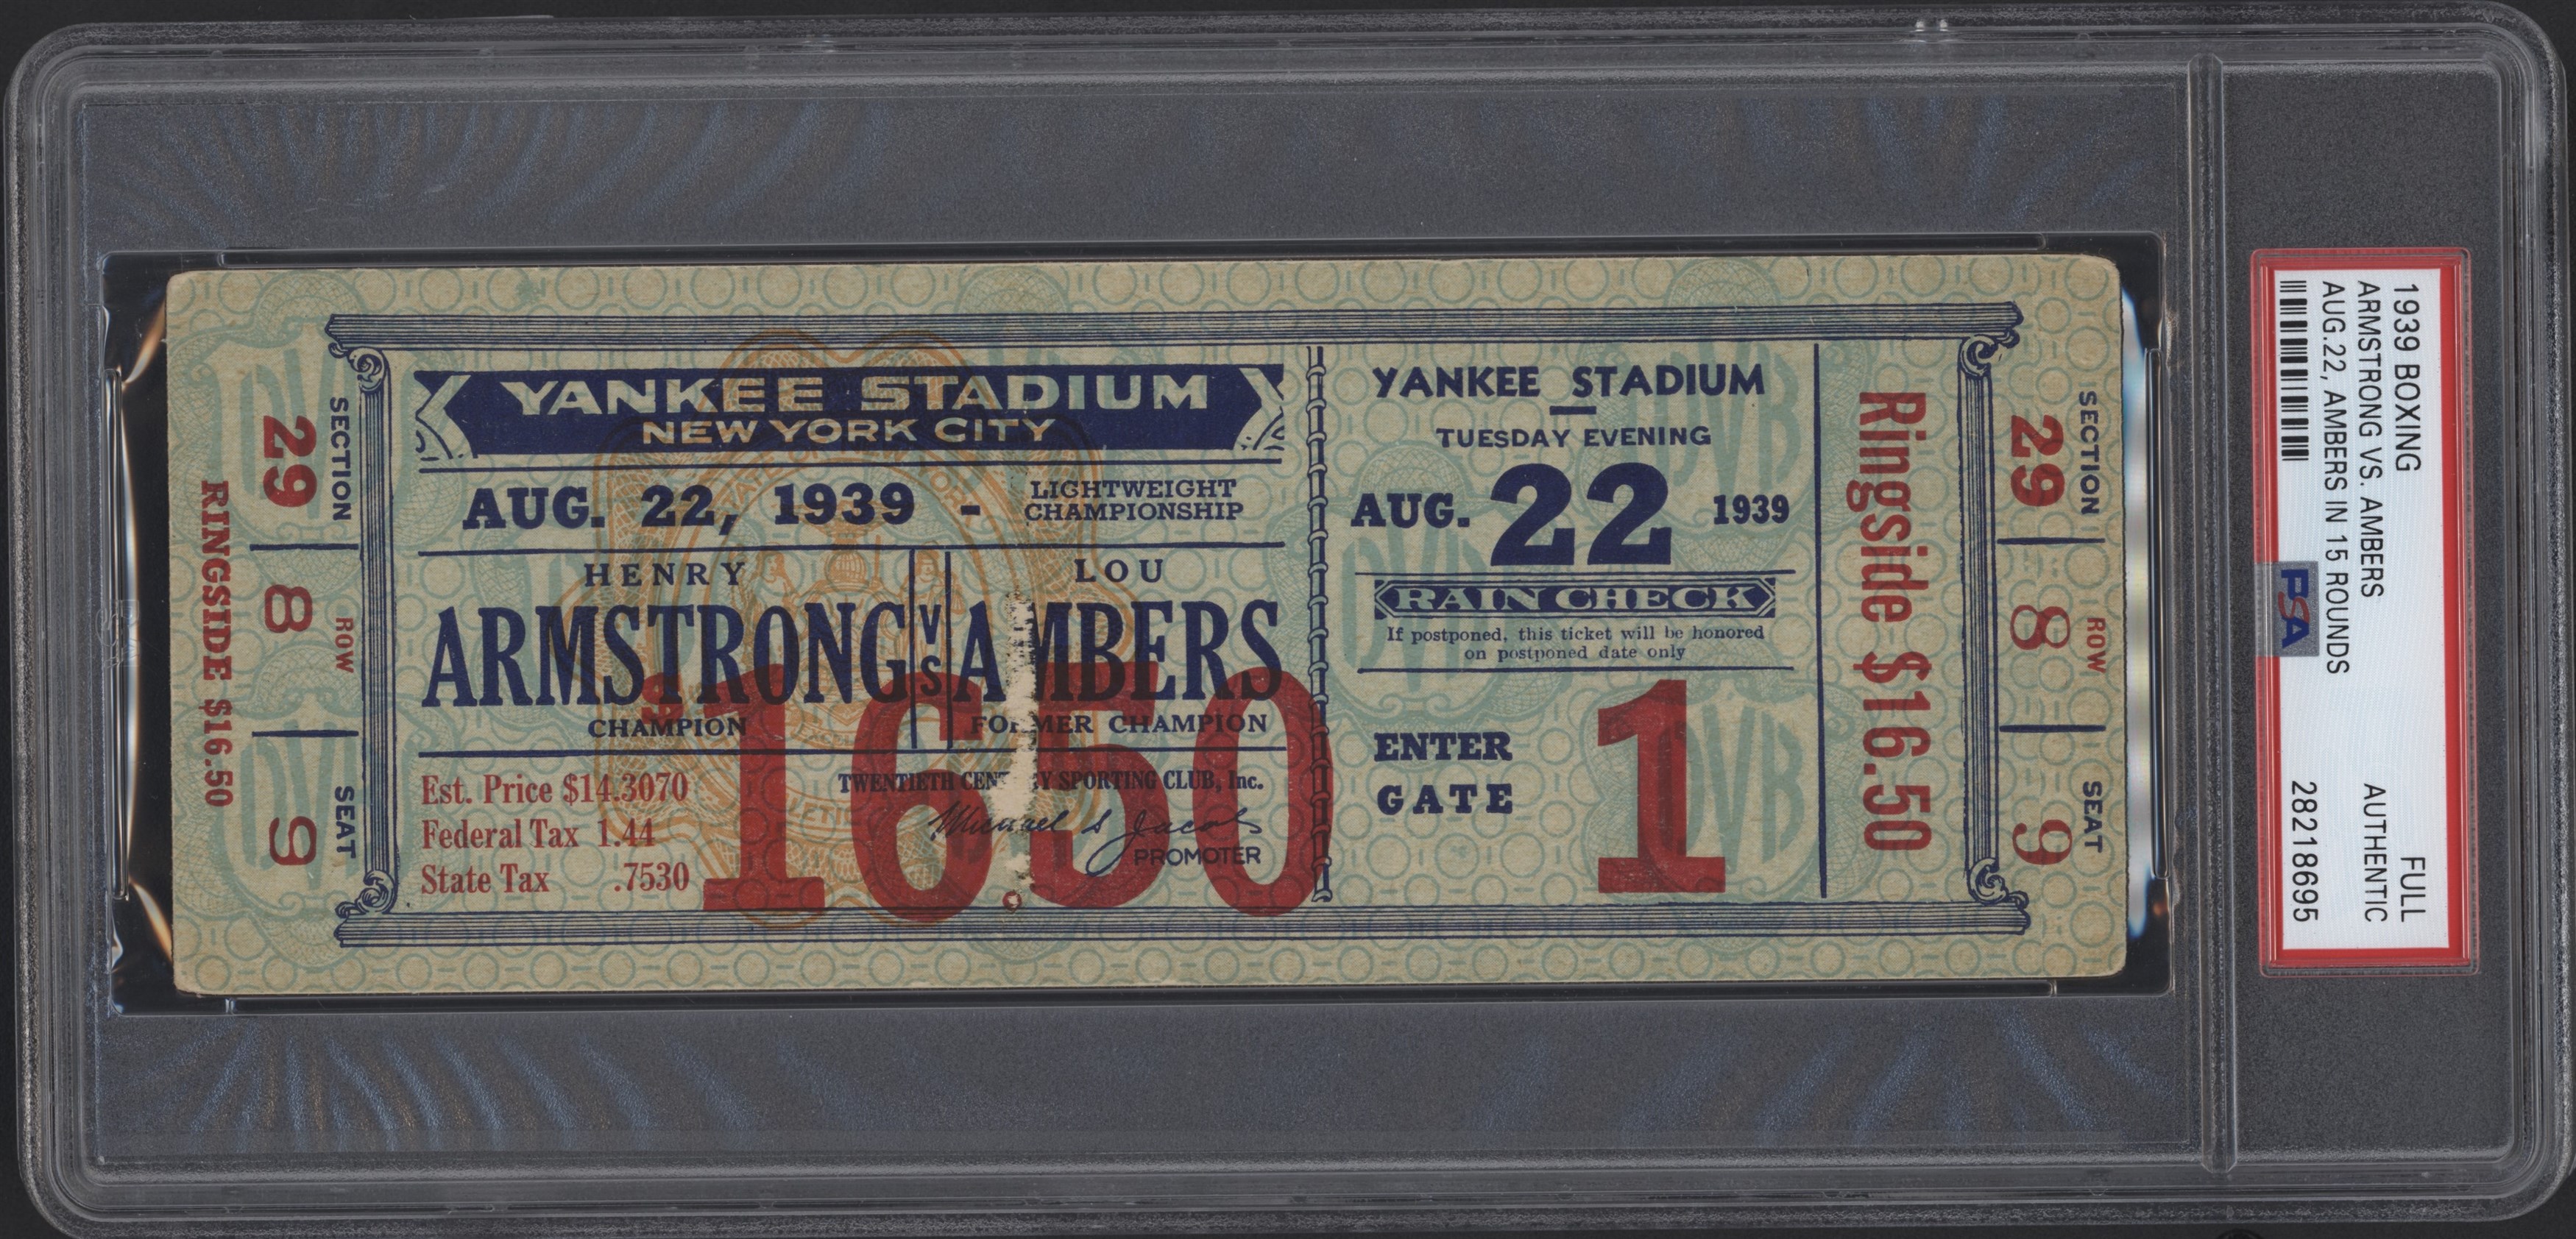 SECTION
29
ROW
8
SEAT
9
RINGSIDE $16.50
YANKEE STADIUM
NEW YORK CITY
AUG. 22, 1939 -
LIGHTWEIGHT
CHAMPIONSHIP
HENRY
ARMSTRONG
CHAMPION
VS
LOU
AMBERS
FORMER CHAMPION
Est. Price $14.3070
Federal Tax 1.44
State Tax .7530
1650
TWENTIETH CENTURY SPORTING CLUB, Inc.
Michael S Jacobs
PROMOTER
YANKEE STADIUM
TUESDAY EVENING
AUG. 22 1939
RAIN CHECK
If postponed, this ticket will be honored
on postponed date only
ENTER
GATE
1
Ringside $16.50
SECTION
29
ROW
8
SEAT
9
1939 BOXING FULL
ARMSTRONG VS. AMBERS AUTHENTIC
AUG.22, AMBERS IN 15 ROUNDS
28218695
PSA